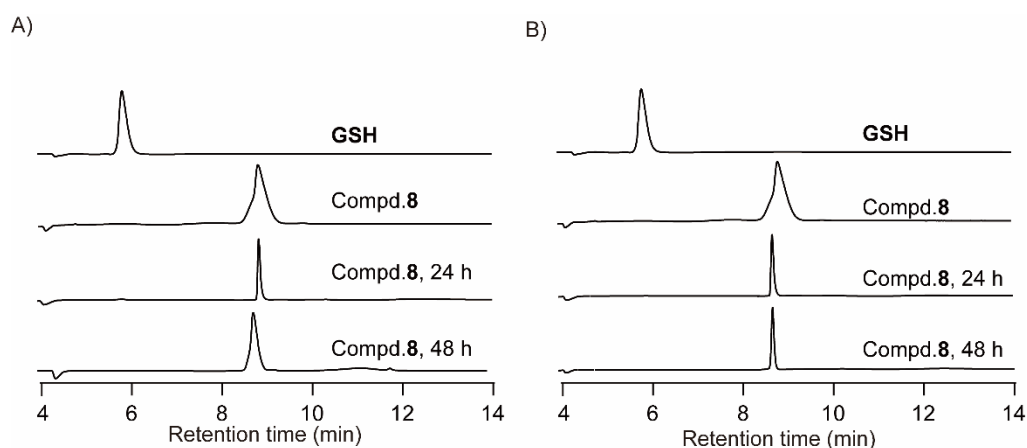 A)
GSH
Compd.8
Compd.8, 24 h
Compd.8, 48 h
4 6 8 10 12 14
Retention time (min)
B)
GSH
Compd.8
Compd.8, 24 h
Compd.8, 48 h
4 6 8 10 12 14
Retention time (min)